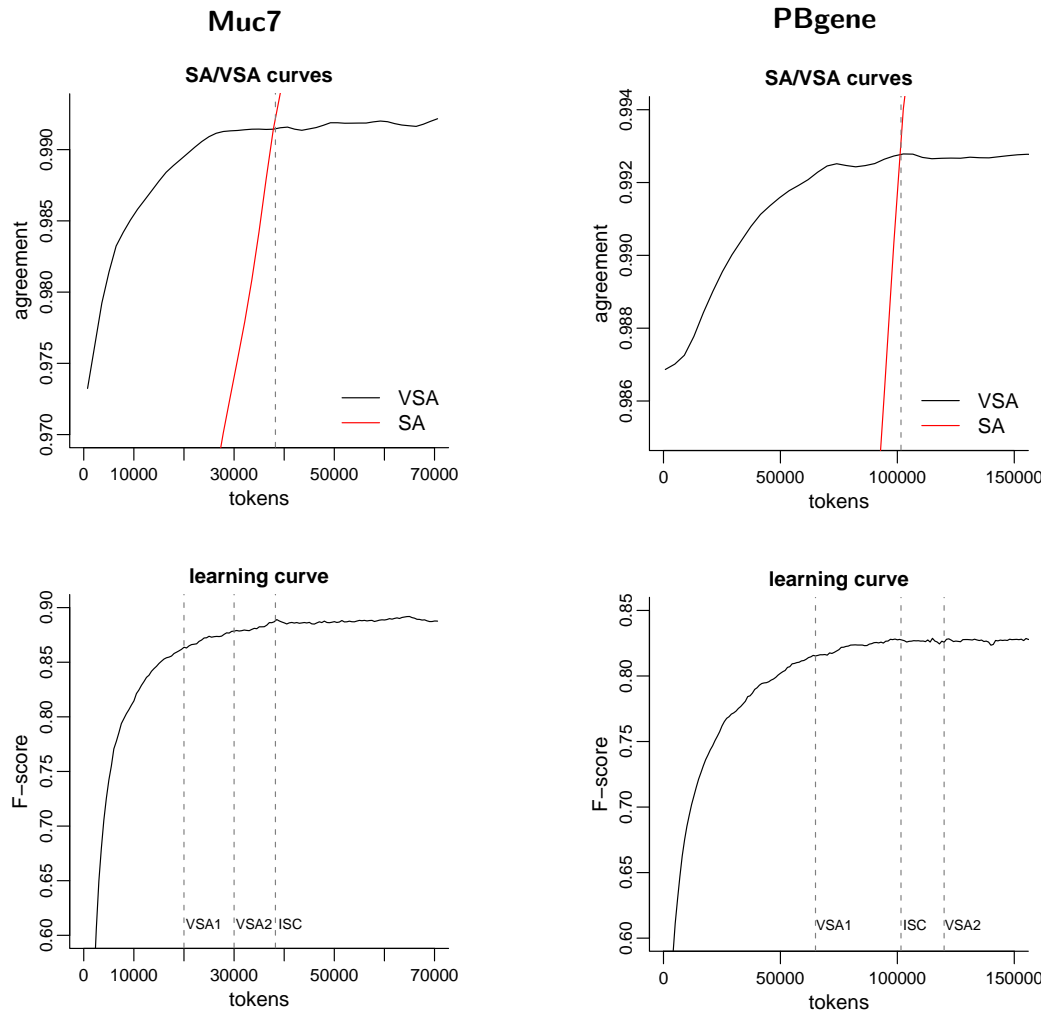 Muc7
PBgene
SA/VSA curves
0.990
0.985
0.980
0.975
0.970
agreement
VSA
SA
0 10000 30000 50000 70000
tokens
SA/VSA curves
0.994
0.992
0.990
0.988
0.986
agreement
VSA
SA
0 50000 100000 150000
tokens
learning curve
0.90
0.85
0.80
0.75
0.70
0.65
0.60
F−score
VSA1 VSA2 ISC
0 10000 30000 50000 70000
tokens
learning curve
0.85
0.80
0.75
0.70
0.65
0.60
F−score
VSA1 ISC VSA2
0 50000 100000 150000
tokens